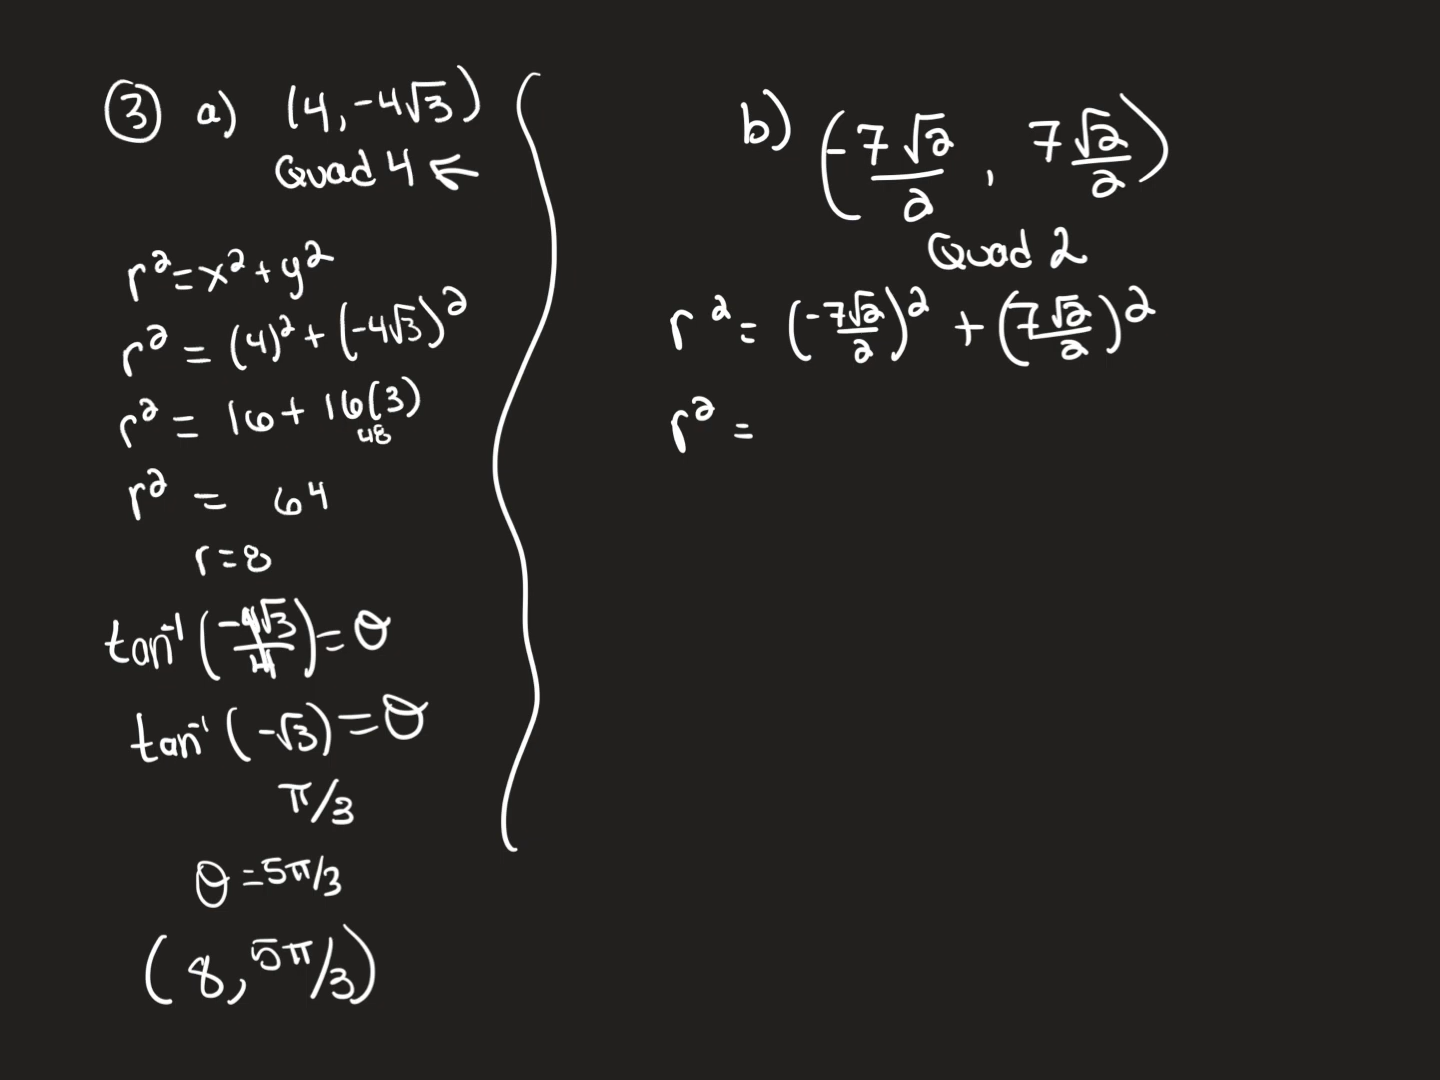 ③ a) (4, -4√3)
Quad 4 ←
r² = x² + y²
r² = (4)² + (-4√3)²
r² = 16 + 16(3)
48
r² = 64
r = 8
tan⁻¹(-4√3/4) = θ
tan⁻¹(-√3) = θ
π/3
θ = 5π/3
(8, 5π/3)
b) (-7√2/2, 7√2/2)
Quad 2
r² = (-7√2/2)² + (7√2/2)²
r² =